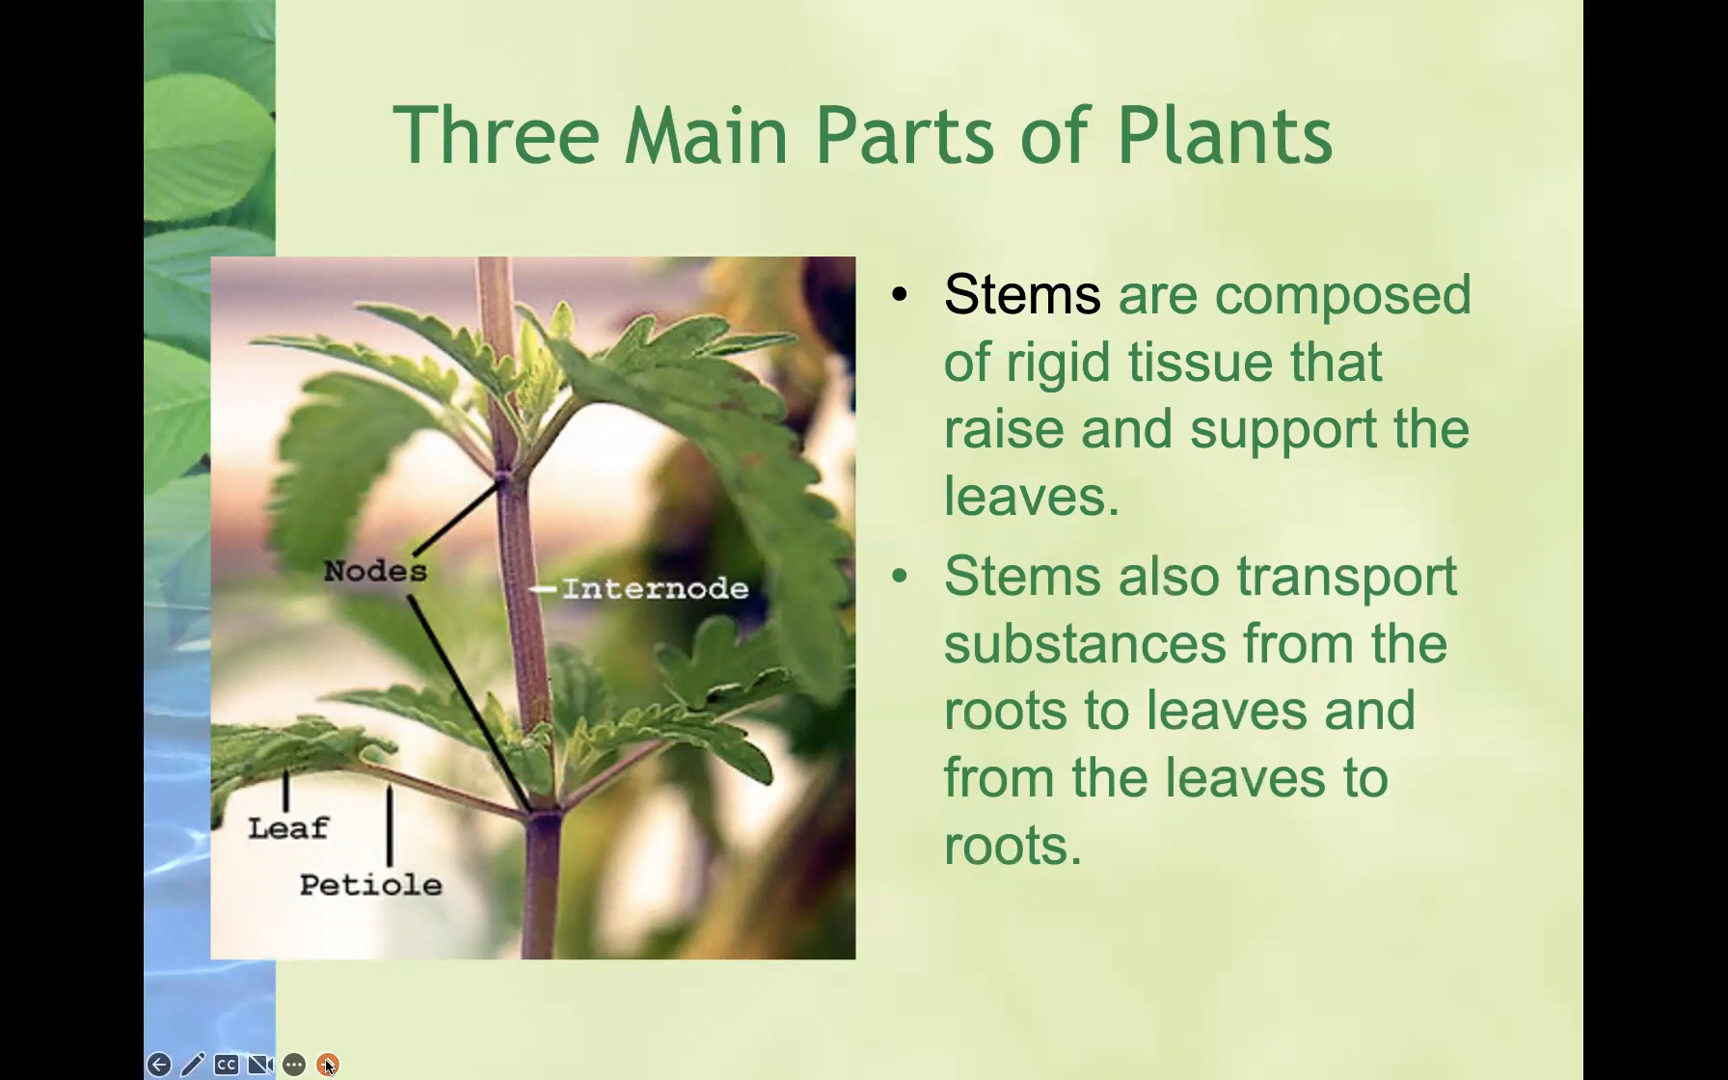 Three Main Parts of Plants
• Stems are composed
of rigid tissue that
raise and support the
leaves.
• Stems also transport
substances from the
roots to leaves and
from the leaves to
roots.
Nodes
Internode
Leaf
Petiole
CC